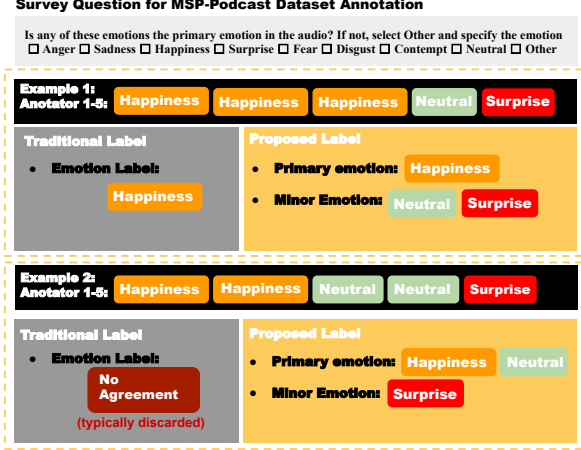 Survey Question for MSP-Podcast Dataset Annotation
Is any of these emotions the primary emotion in the audio? If not, select Other and specify the emotion
☐ Anger ☐ Sadness ☐ Happiness ☐ Surprise ☐ Fear ☐ Disgust ☐ Contempt ☐ Neutral ☐ Other
Example 1:
Anotator 1-5: Happiness Happiness Happiness Neutral Surprise
Traditional Label
• Emotion Label:
Happiness
Proposed Label
• Primary emotion: Happiness
• Minor Emotion: Neutral Surprise
Example 2:
Anotator 1-5: Happiness Happiness Neutral Neutral Surprise
Traditional Label
• Emotion Label:
No
Agreement
(typically discarded)
Proposed Label
• Primary emotion: Happiness Neutral
• Minor Emotion: Surprise